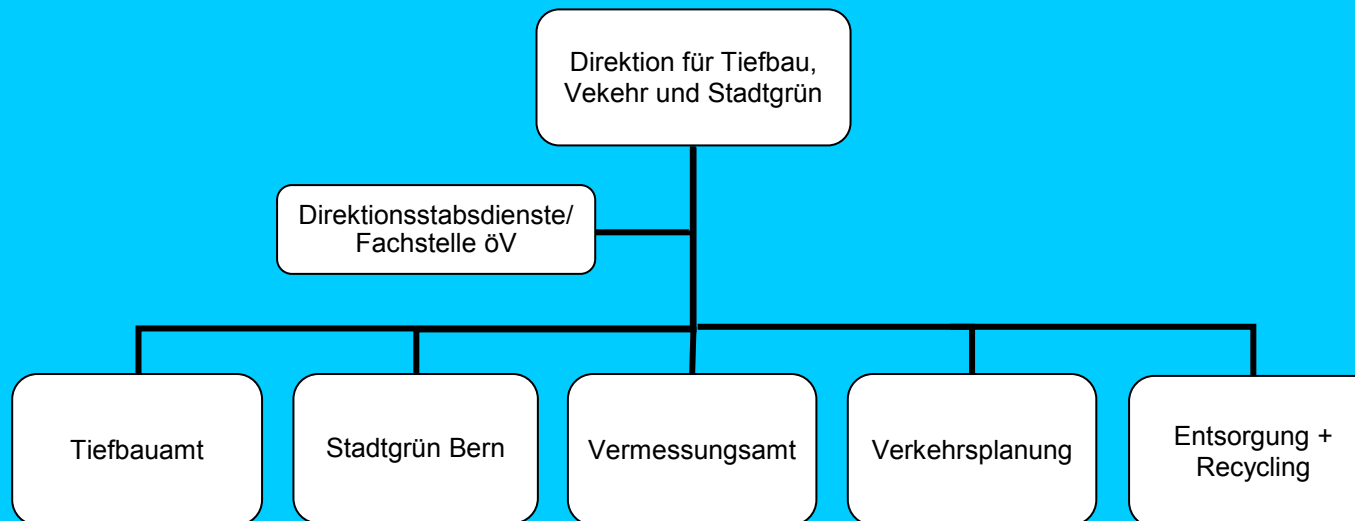 Direktion für Tiefbau,
Vekehr und Stadtgrün
Direktionsstabsdienste/
Fachstelle öV
Tiefbauamt
Stadtgrün Bern
Vermessungsamt
Verkehrsplanung
Entsorgung +
Recycling